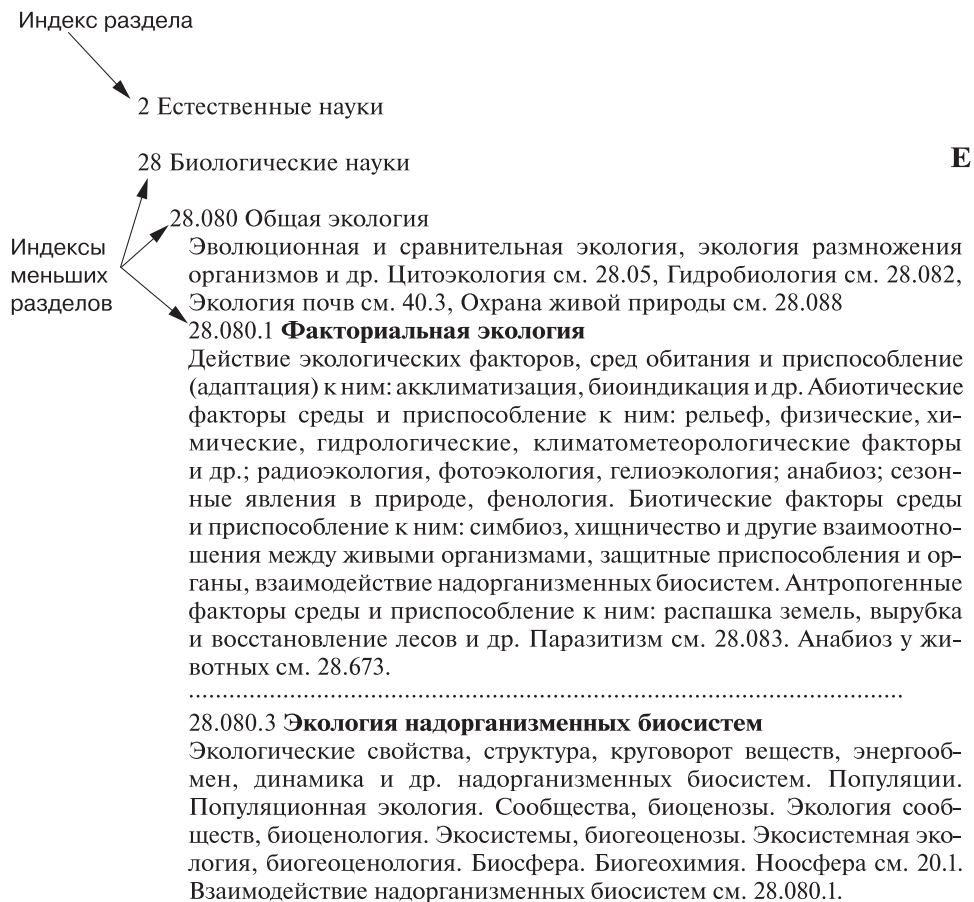 Индекс раздела
2 Естественные науки
28 Биологические науки
Е
28.080 Общая экология
Индексы
меньших
разделов
Эволюционная и сравнительная экология, экология размножения
организмов и др. Цитоэкология см. 28.05, Гидробиология см. 28.082,
Экология почв см. 40.3, Охрана живой природы см. 28.088
28.080.1 Факториальная экология
Действие экологических факторов, сред обитания и приспособление
(адаптация) к ним: акклиматизация, биоиндикация и др. Абиотические
факторы среды и приспособление к ним: рельеф, физические, хи-
мические, гидрологические, климатометеорологические факторы
и др.; радиоэкология, фотоэкология, гелиоэкология; анабиоз; сезон-
ные явления в природе, фенология. Биотические факторы среды
и приспособление к ним: симбиоз, хищничество и другие взаимоотно-
шения между живыми организмами, защитные приспособления и ор-
ганы, взаимодействие надорганизменных биосистем. Антропогенные
факторы среды и приспособление к ним: распашка земель, вырубка
и восстановление лесов и др. Паразитизм см. 28.083. Анабиоз у жи-
вотных см. 28.673.
28.080.3 Экология надорганизменных биосистем
Экологические свойства, структура, круговорот веществ, энергооб-
мен, динамика и др. надорганизменных биосистем. Популяции.
Популяционная экология. Сообщества, биоценозы. Экология сооб-
ществ, биоценология. Экосистемы, биогеоценозы. Экосистемная эко-
логия, биогеоценология. Биосфера. Биогеохимия. Ноосфера см. 20.1.
Взаимодействие надорганизменных биосистем см. 28.080.1.